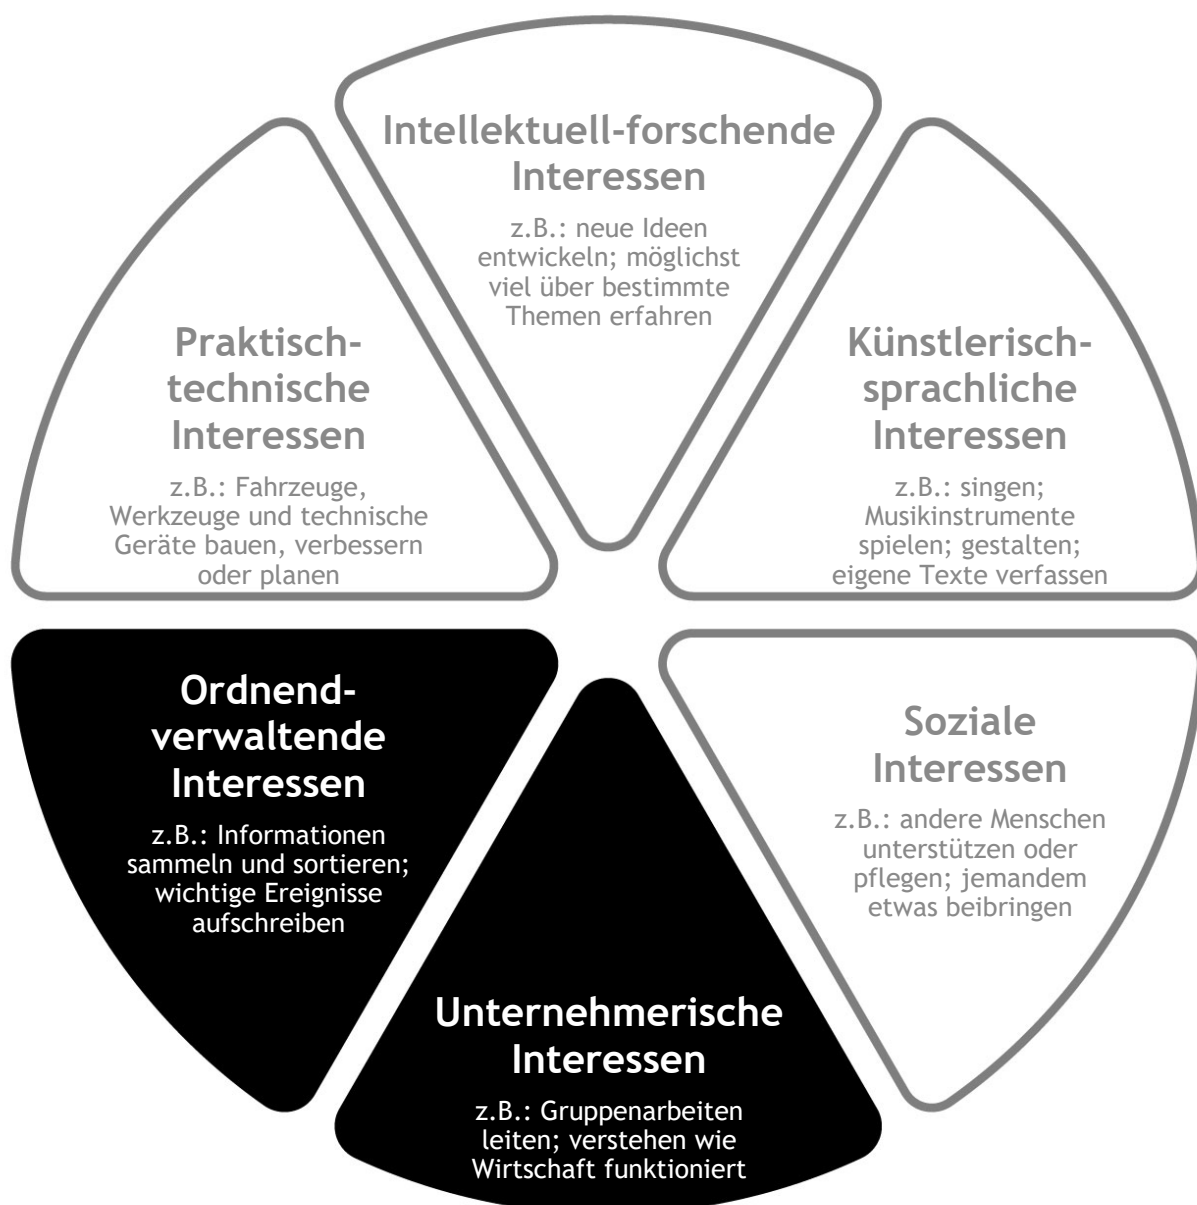 Intellektuell-forschende
Interessen
z.B.: neue Ideen
entwickeln; möglichst
viel über bestimmte
Themen erfahren
Praktisch-
technische
Interessen
z.B.: Fahrzeuge,
Werkzeuge und technische
Geräte bauen, verbessern
oder planen
Künstlerisch-
sprachliche
Interessen
z.B.: singen;
Musikinstrumente
spielen; gestalten;
eigene Texte verfassen
Ordnend-
verwaltende
Interessen
z.B.: Informationen
sammeln und sortieren;
wichtige Ereignisse
aufschreiben
Soziale
Interessen
z.B.: andere Menschen
unterstützen oder
pflegen; jemandem
etwas beibringen
Unternehmerische
Interessen
z.B.: Gruppenarbeiten
leiten; verstehen wie
Wirtschaft funktioniert